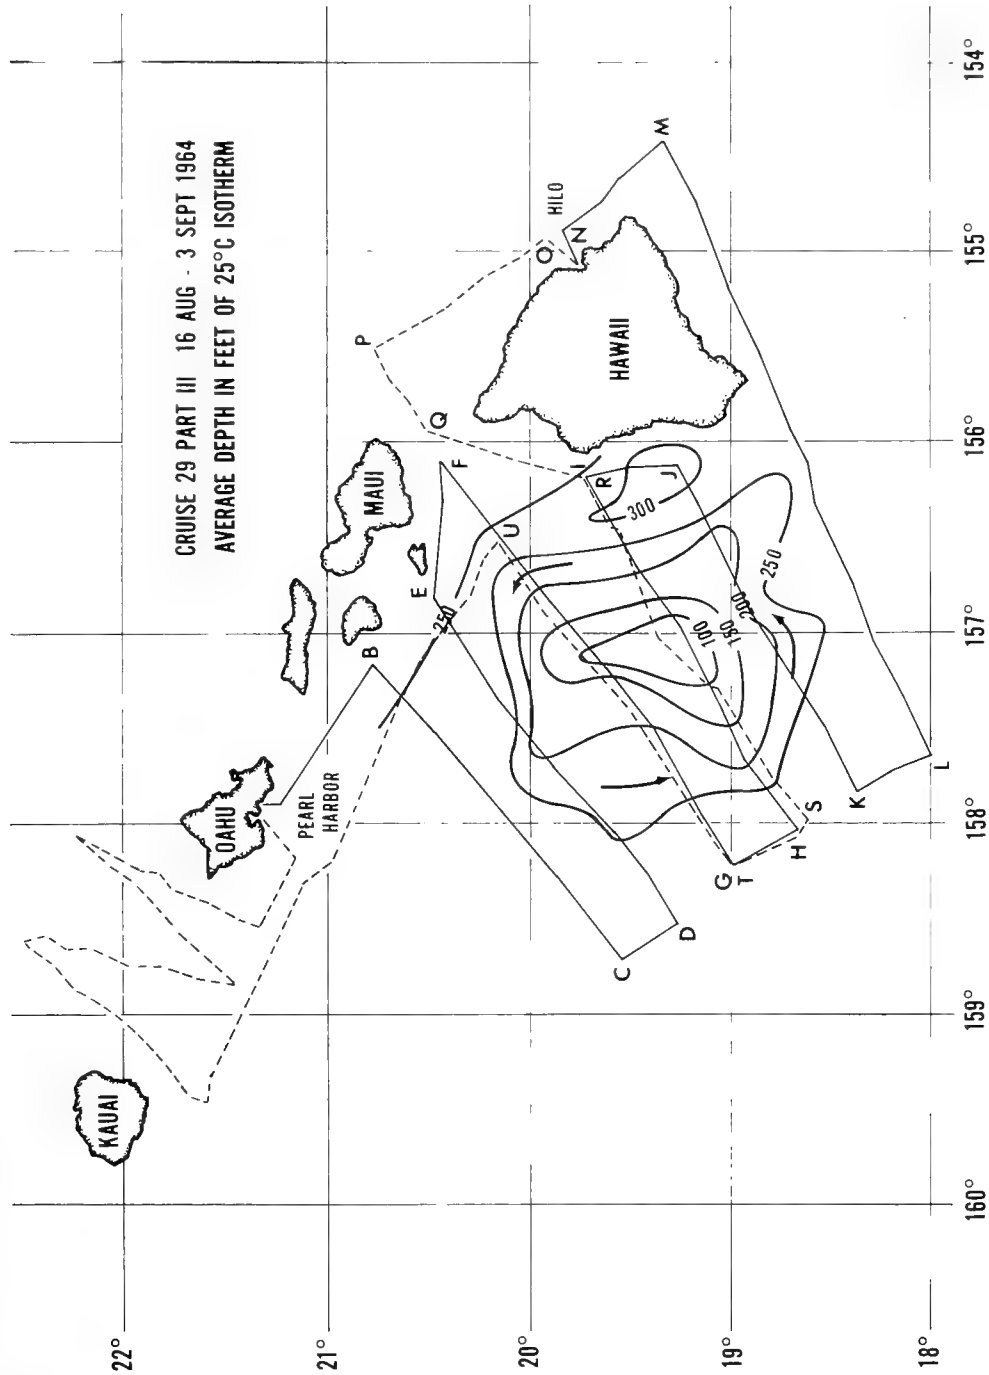 CRUISE 29 PART III 16 AUG - 3 SEPT 1964
AVERAGE DEPTH IN FEET OF 25°C ISOTHERM
22°
21°
20°
19°
18°
160°
159°
158°
157°
156°
155°
154°
KAUAI
OAHU
PEARL
HARBOR
MAUI
HAWAII
HILO
B
C
D
E
F
G
H
I
J
K
L
M
N
O
P
Q
R
S
T
U
250
300
100
150
200
250